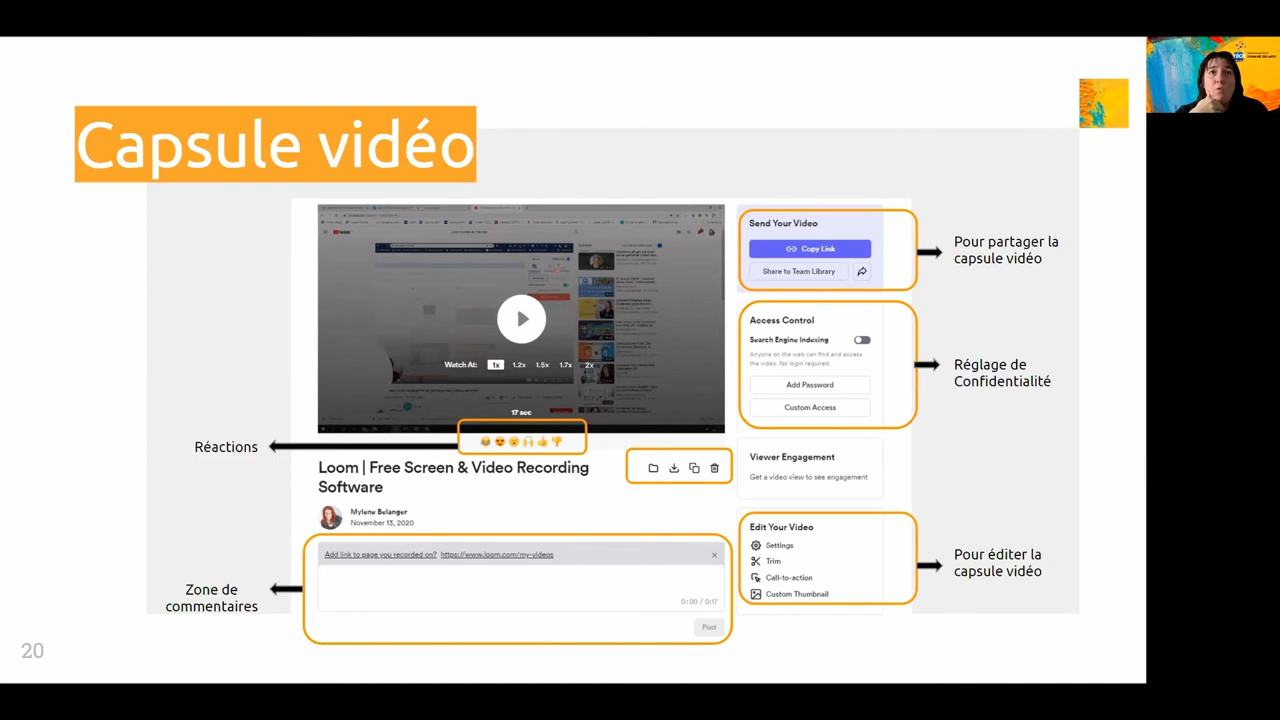 Capsule vidéo
Send Your Video
Copy Link
Share to Team Library
Pour partager la
capsule vidéo
Access Control
Search Engine Indexing
Anyone on the web can find and access
the video. No login required.
Add Password
Custom Access
Réglage de
Confidentialité
Watch At: 1x 1.2x 1.5x 1.7x 2x
17 sec
Réactions
Loom | Free Screen & Video Recording
Software
Mylene Belanger
November 13, 2020
Viewer Engagement
Get a video view to see engagement
Add link to page you recorded on? https://www.loom.com/my-videos
0:00 / 0:17
Post
Zone de
commentaires
Edit Your Video
Settings
Trim
Call-to-action
Custom Thumbnail
Pour éditer la
capsule vidéo
20